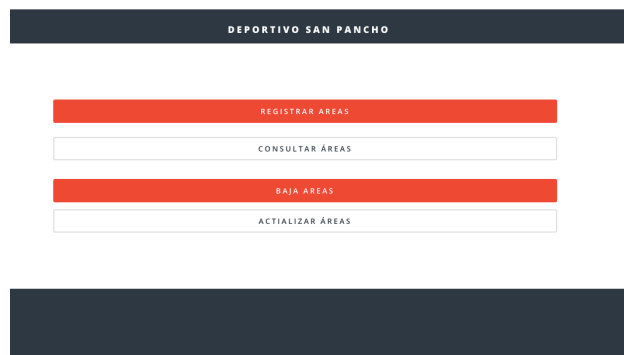 DEPORTIVO SAN PANCHO
REGISTRAR AREAS
CONSULTAR ÁREAS
BAJA AREAS
ACTIALIZAR ÁREAS